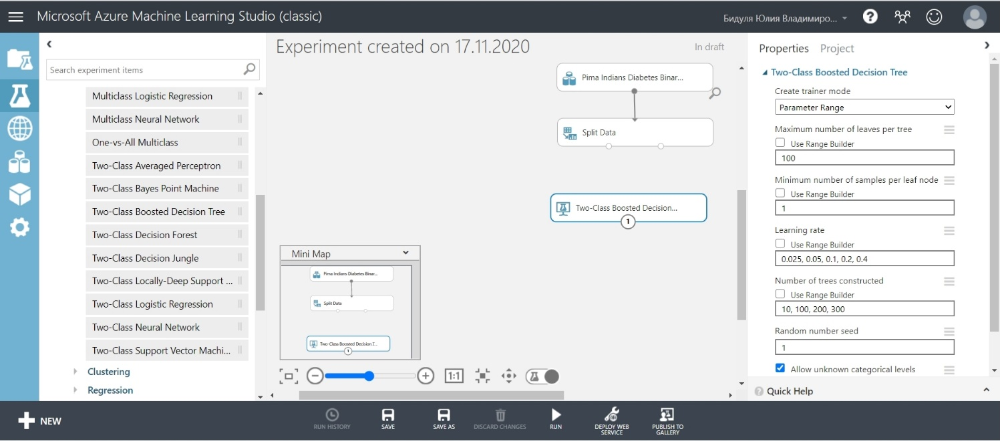 Microsoft Azure Machine Learning Studio (classic)
Бидуля Юлия Владимиро...
Search experiment items
Multiclass Logistic Regression
Multiclass Neural Network
One-vs-All Multiclass
Two-Class Averaged Perceptron
Two-Class Bayes Point Machine
Two-Class Boosted Decision Tree
Two-Class Decision Forest
Two-Class Decision Jungle
Two-Class Locally-Deep Support ...
Two-Class Logistic Regression
Two-Class Neural Network
Two-Class Support Vector Machi...
Clustering
Regression
Experiment created on 17.11.2020
In draft
Pima Indians Diabetes Binar...
Split Data
Two-Class Boosted Decision...
1
Mini Map
Pima Indians Diabetes Binar...
Split Data
Two-Class Boosted Decision T...
1
1:1
Properties Project
Two-Class Boosted Decision Tree
Create trainer mode
Parameter Range
Maximum number of leaves per tree
Use Range Builder
100
Minimum number of samples per leaf node
Use Range Builder
1
Learning rate
Use Range Builder
0.025, 0.05, 0.1, 0.2, 0.4
Number of trees constructed
Use Range Builder
10, 100, 200, 300
Random number seed
1
Allow unknown categorical levels
? Quick Help
NEW
RUN HISTORY
SAVE
SAVE AS
DISCARD CHANGES
RUN
DEPLOY WEB
SERVICE
PUBLISH TO
GALLERY